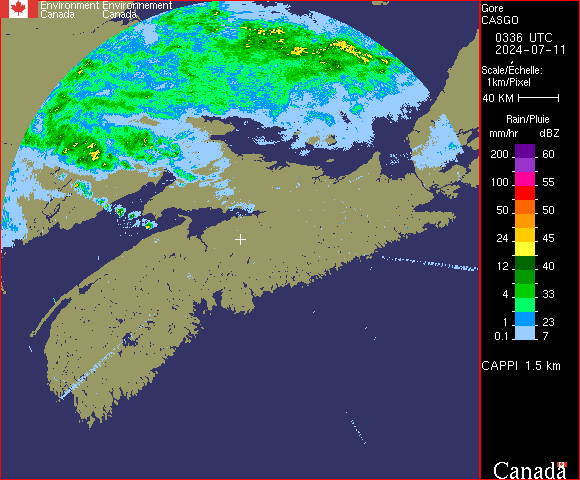 Environment Environnement
Canada Canada
Gore
CASGO
0336 UTC
2024-07-11
Scale/Echelle:
1km/Pixel
40 KM
Rain/Pluie
mm/hr dBZ
200 60
100 55
50 50
24 45
12 40
4 33
1 23
0.1 7
CAPPI 1.5 km
Canada